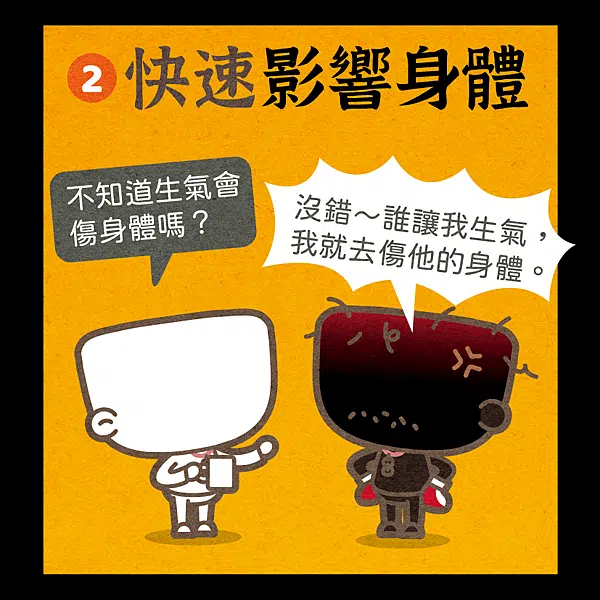 2 快速影響身體
不知道生氣會
傷身體嗎？
沒錯～誰讓我生氣，
我就去傷他的身體。